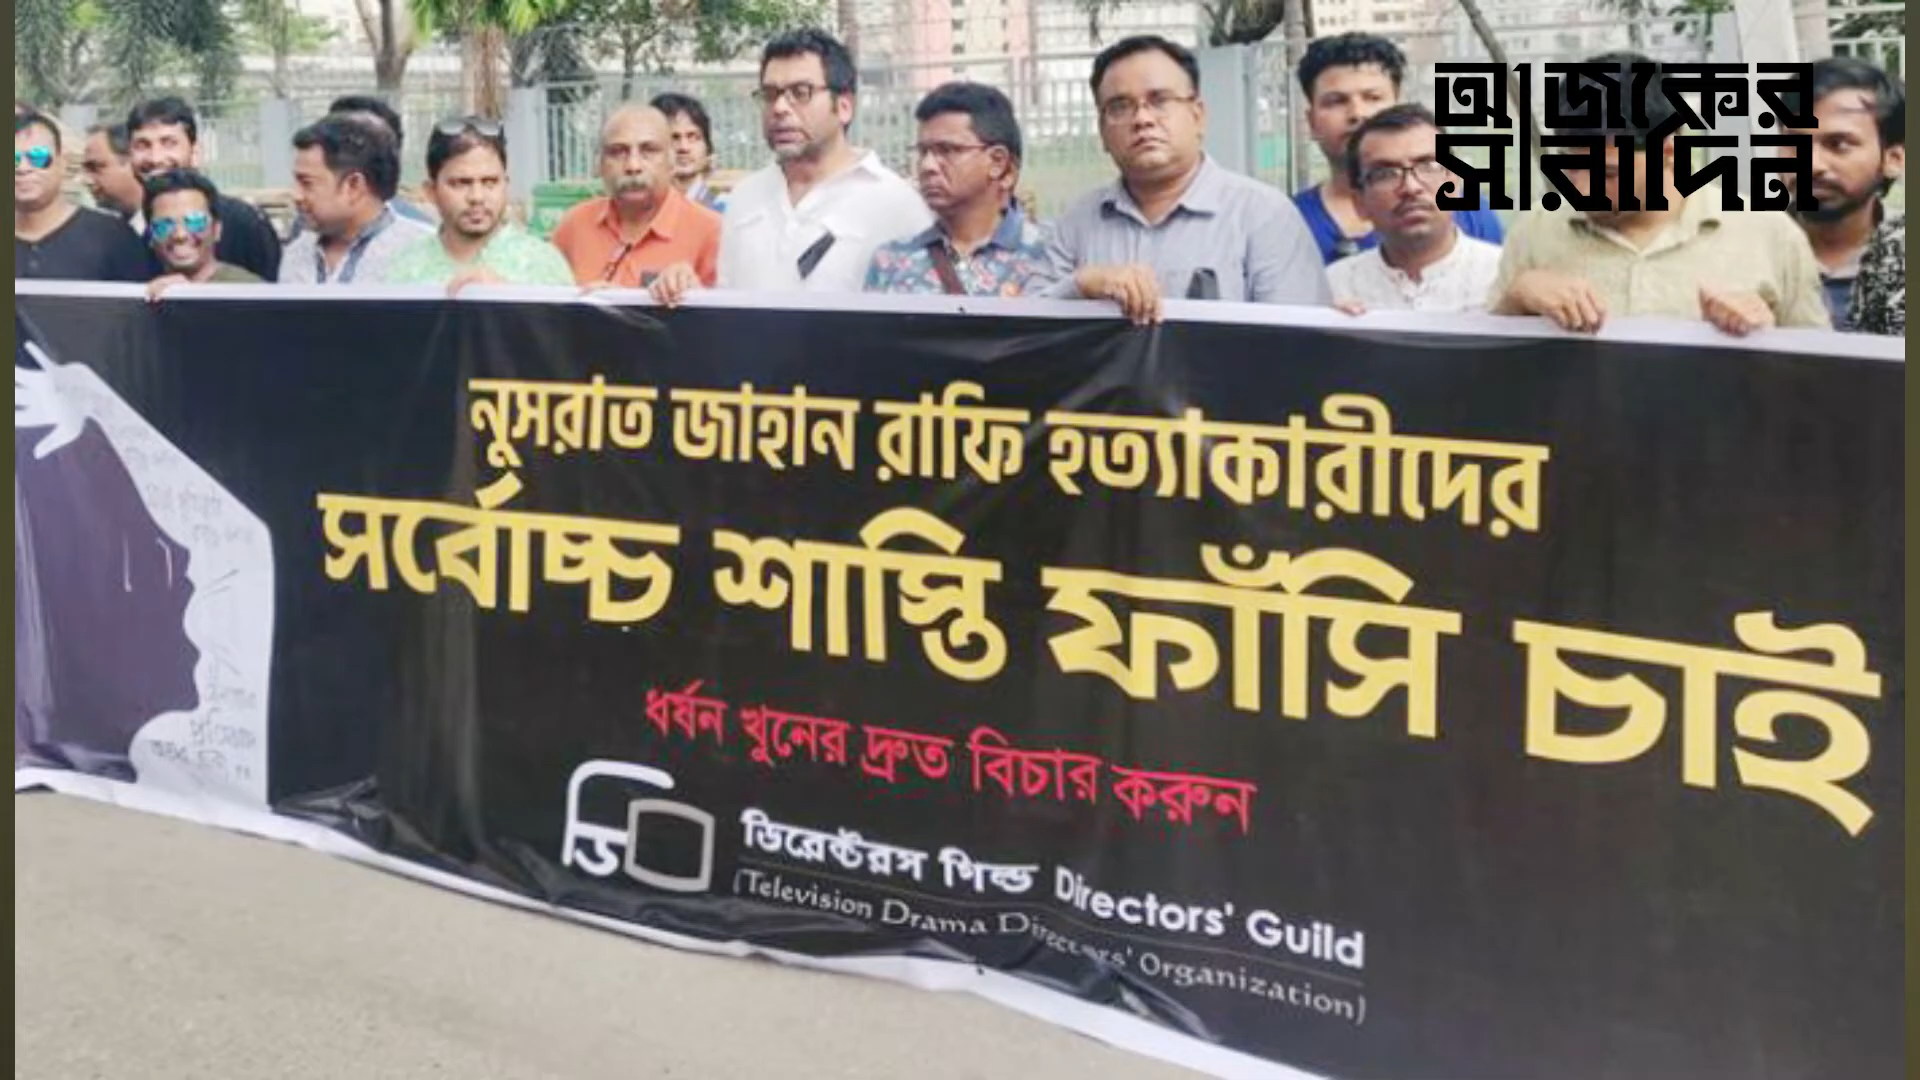 আজকের
সারাদিন
নুসরাত জাহান রাফি হত্যাকারীদের
সর্বোচ্চ শাস্তি ফাঁসি চাই
ধর্ষন খুনের দ্রুত বিচার করুন
ডিরেক্টরস গিল্ড Directors' Guild
(Television Drama Directors' Organization)